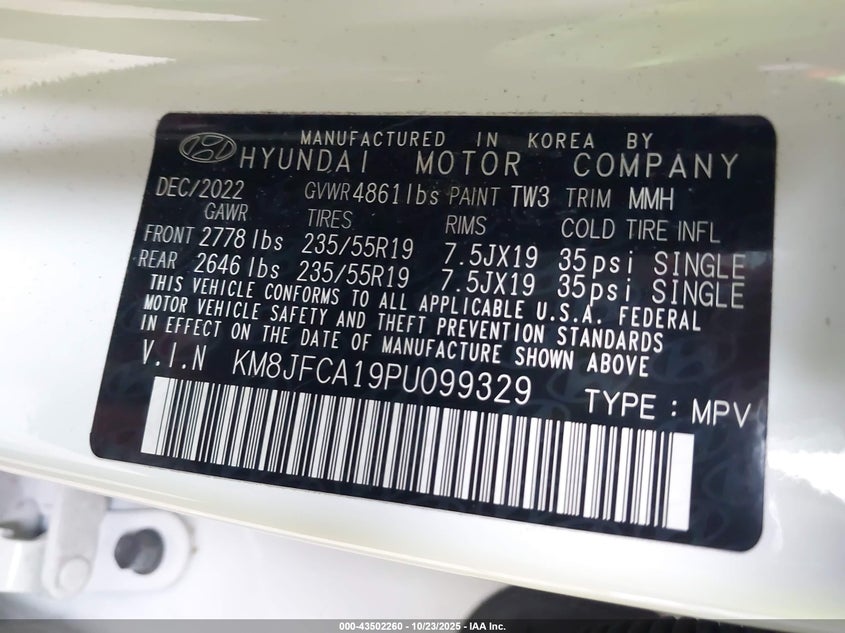 MANUFACTURED IN KOREA BY
HYUNDAI MOTOR COMPANY
DEC/2022 GVWR 4861 lbs PAINT TW3 TRIM MMH
GAWR TIRES RIMS COLD TIRE INFL
FRONT 2778 lbs 235/55R19 7.5JX19 35psi SINGLE
REAR 2646 lbs 235/55R19 7.5JX19 35psi SINGLE
THIS VEHICLE CONFORMS TO ALL APPLICABLE U.S.A. FEDERAL
MOTOR VEHICLE SAFETY AND THEFT PREVENTION STANDARDS
IN EFFECT ON THE DATE OF MANUFACTURE SHOWN ABOVE
V.I.N KM8JFCA19PU099329 TYPE : MPV
000-43502260 - 10/23/2025 - IAA Inc.